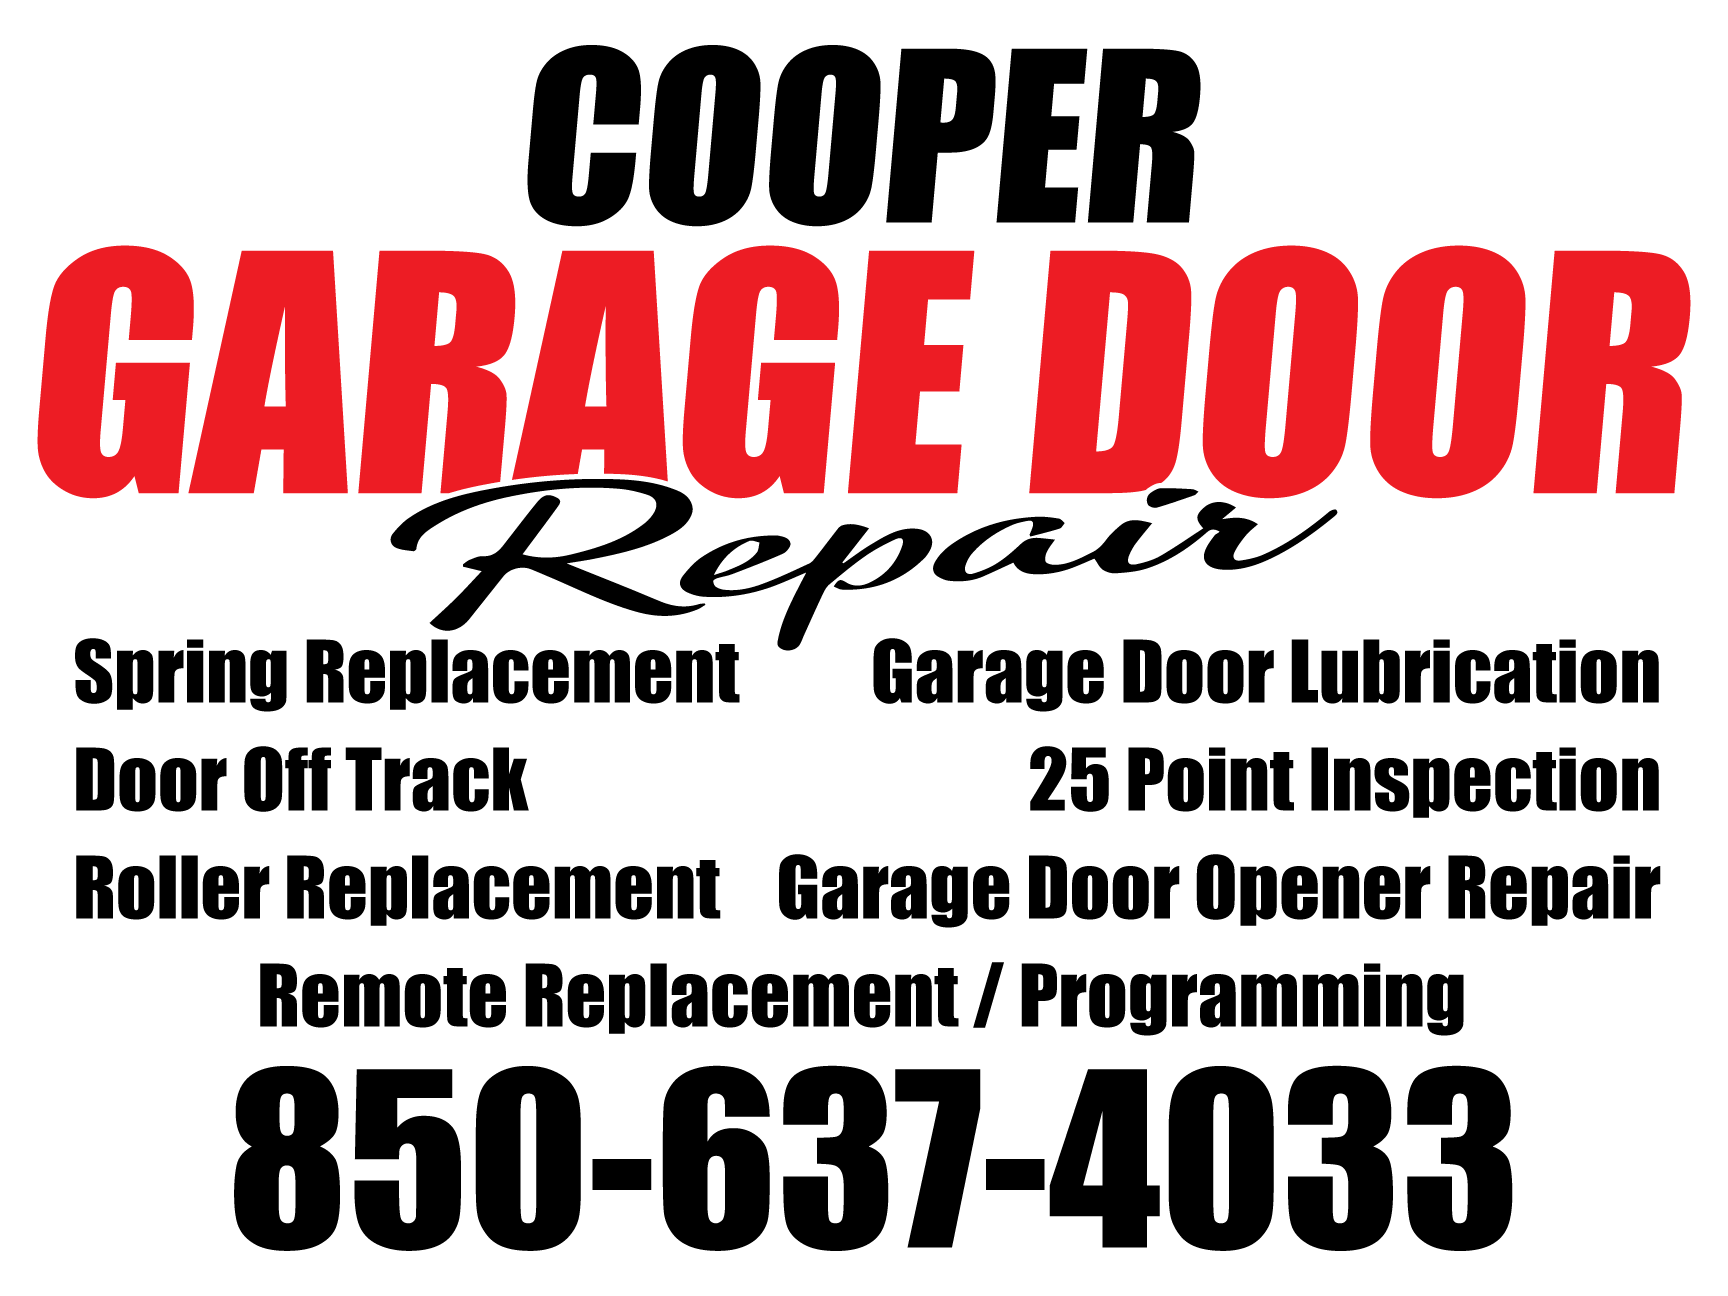 COOPER
GARAGE DOOR
Repair
Spring Replacement Garage Door Lubrication
Door Off Track 25 Point Inspection
Roller Replacement Garage Door Opener Repair
Remote Replacement / Programming
850-637-4033